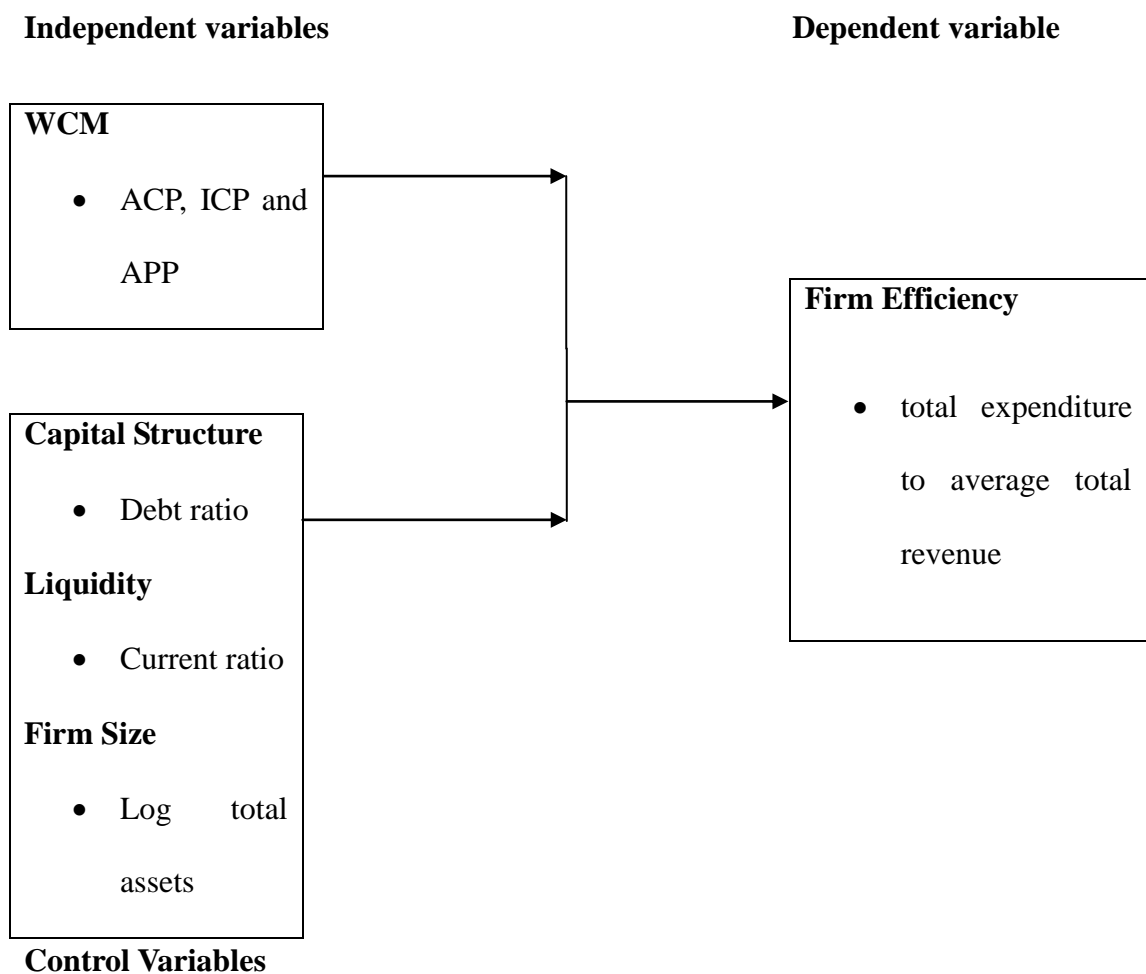 Independent variables
Dependent variable
WCM
• ACP, ICP and
APP
Firm Efficiency
• total expenditure
to average total
revenue
Capital Structure
• Debt ratio
Liquidity
• Current ratio
Firm Size
• Log total
assets
Control Variables